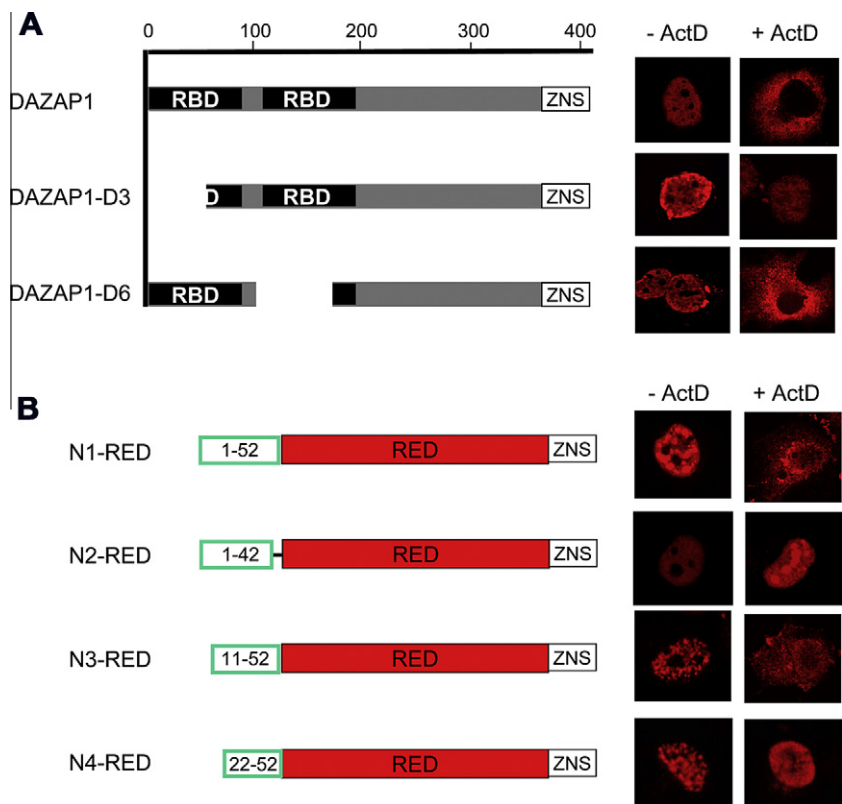 A
0 100 200 300 400
- ActD + ActD
DAZAP1 RBD RBD ZNS
DAZAP1-D3 D RBD ZNS
DAZAP1-D6 RBD ZNS
B
- ActD + ActD
N1-RED 1-52 RED ZNS
N2-RED 1-42 RED ZNS
N3-RED 11-52 RED ZNS
N4-RED 22-52 RED ZNS